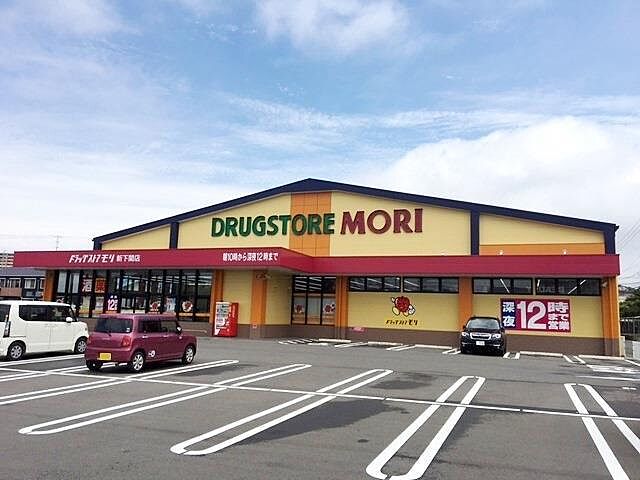 DRUGSTORE MORI
ドラッグストアモリ 新下関店
朝10時から深夜12時まで
酒
12
ドラッグストアモリ
深夜12時まで営業